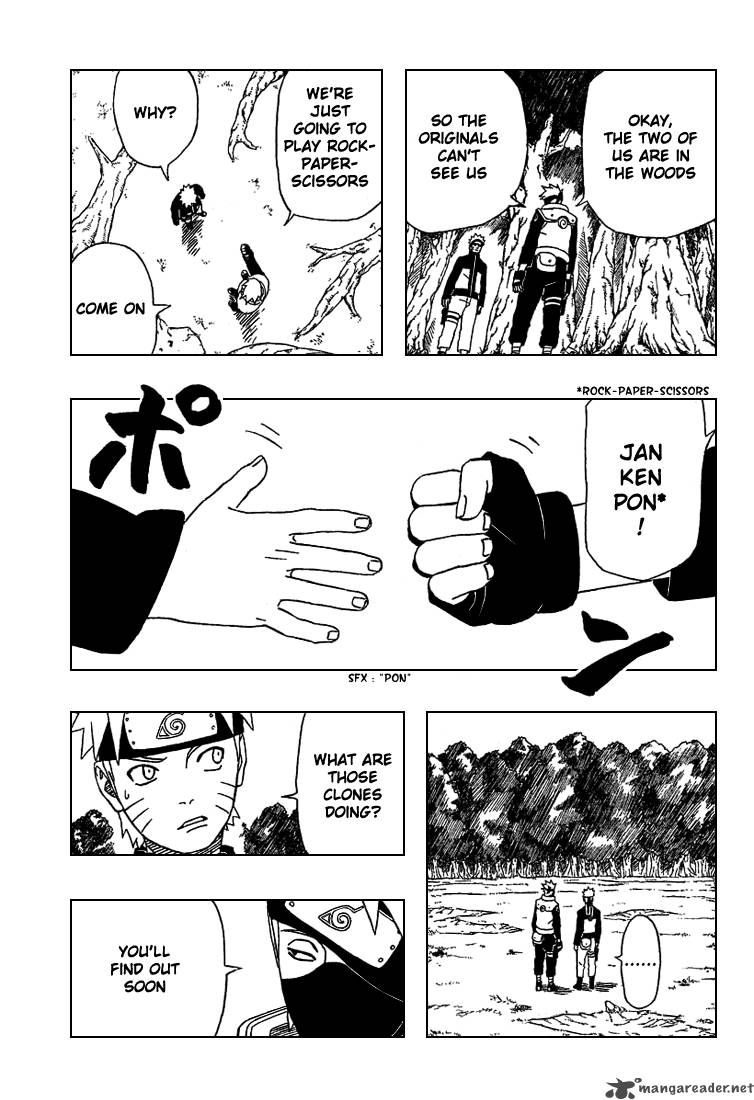 OKAY,
THE TWO OF
US ARE IN
THE WOODS
SO THE
ORIGINALS
CAN'T
SEE US
WE'RE
JUST
GOING TO
PLAY ROCK-
PAPER-
SCISSORS
WHY?
COME ON
*ROCK-PAPER-SCISSORS
JAN
KEN
PON*
!
ポン
SFX : "PON"
......
WHAT ARE
THOSE
CLONES
DOING?
YOU'LL
FIND OUT
SOON
mangareader.net